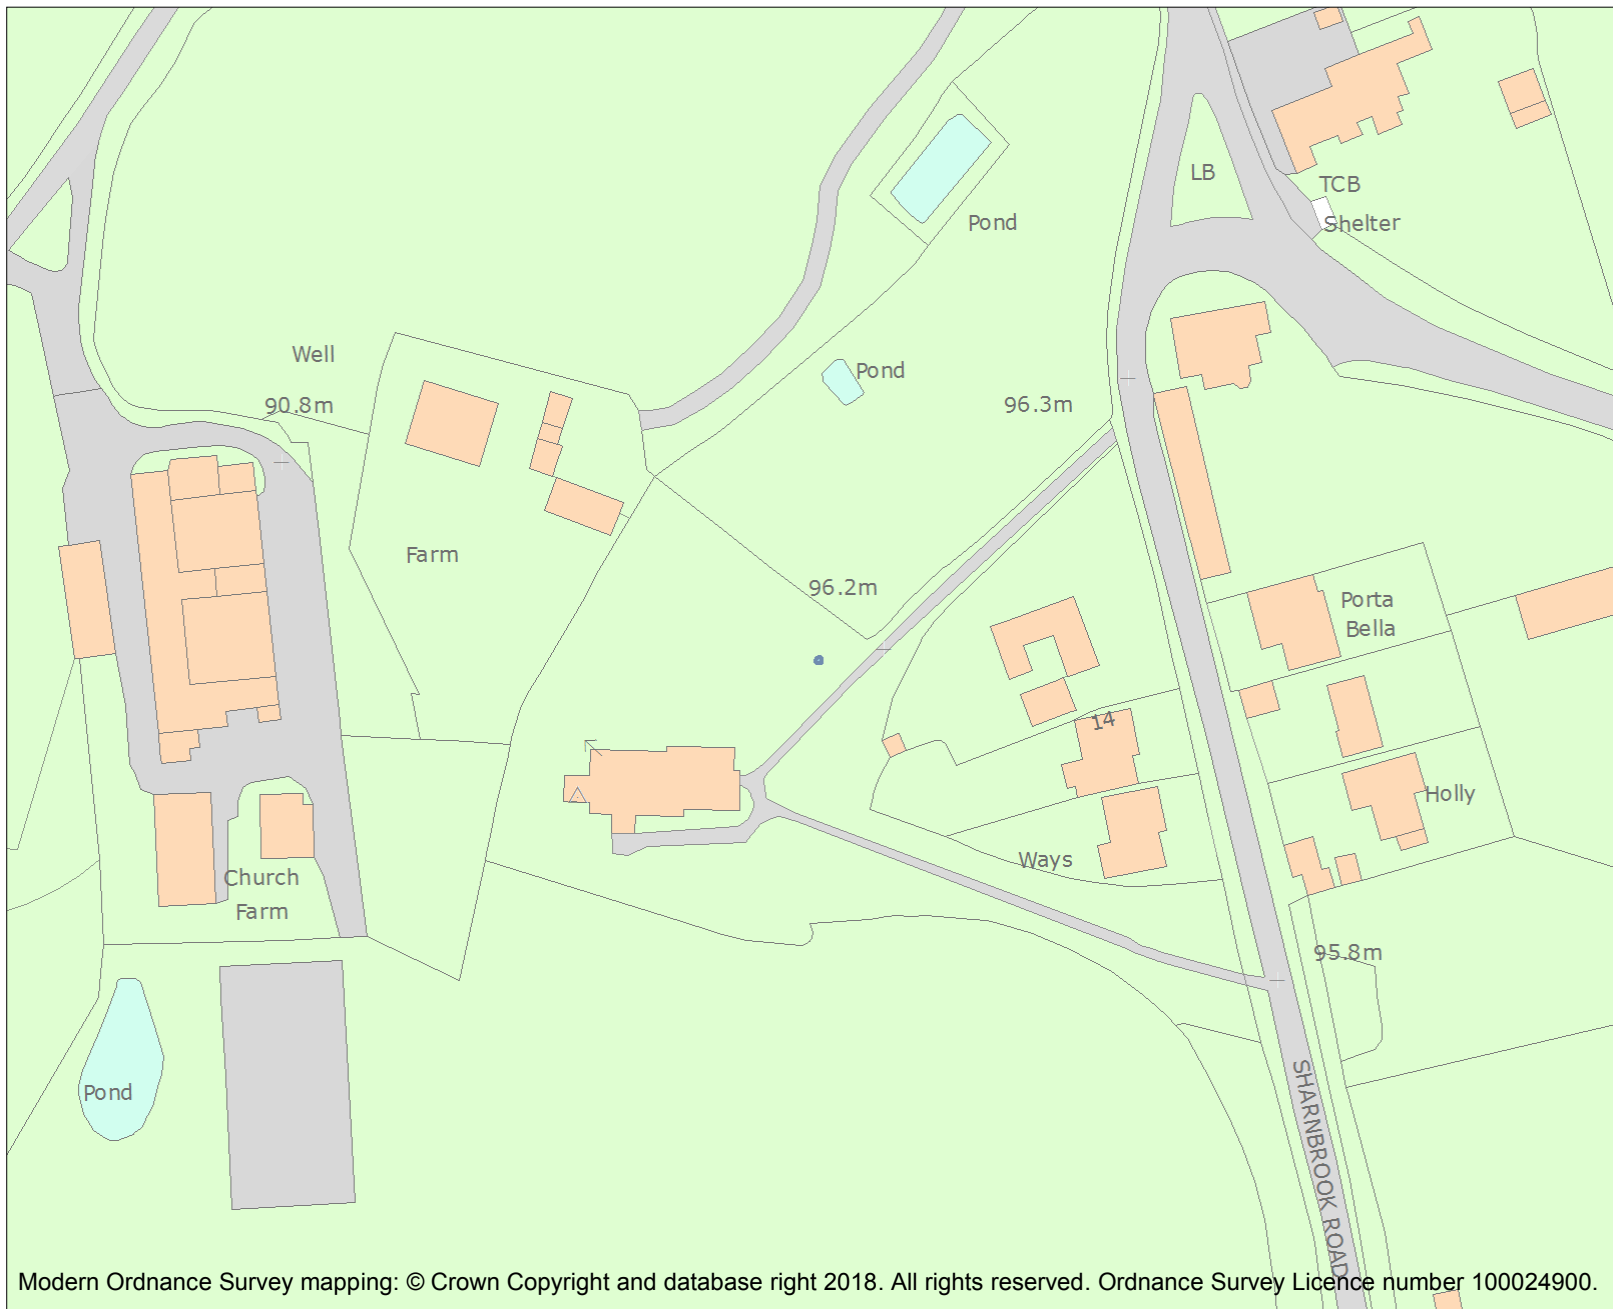 LB
TCB
Shelter
Pond
Well
Pond
90.8m
96.3m
Farm
96.2m
Porta
Bella
14
Holly
Ways
Church
Farm
95.8m
Pond
SHARNBROOK ROAD
Modern Ordnance Survey mapping: © Crown Copyright and database right 2018. All rights reserved. Ordnance Survey Licence number 100024900.